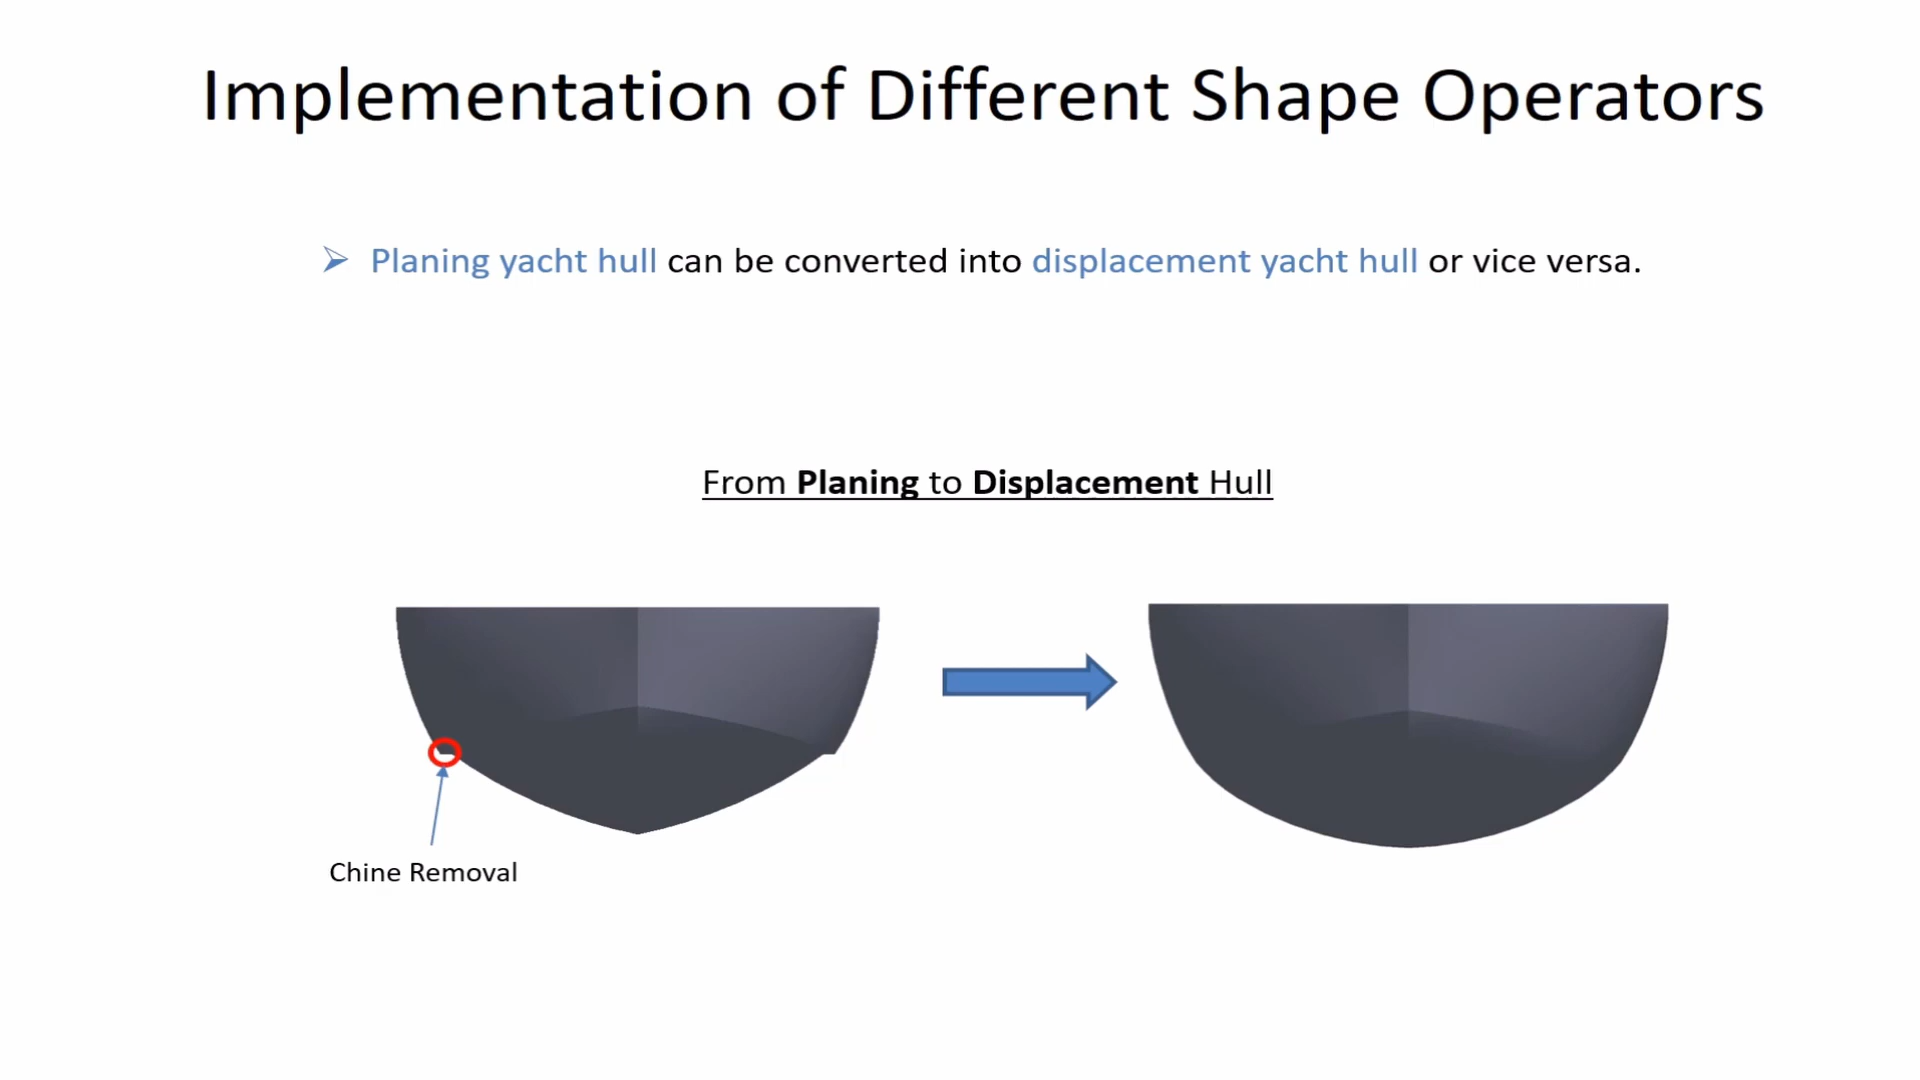 Implementation of Different Shape Operators
Planing yacht hull can be converted into displacement yacht hull or vice versa.
From Planing to Displacement Hull
Chine Removal